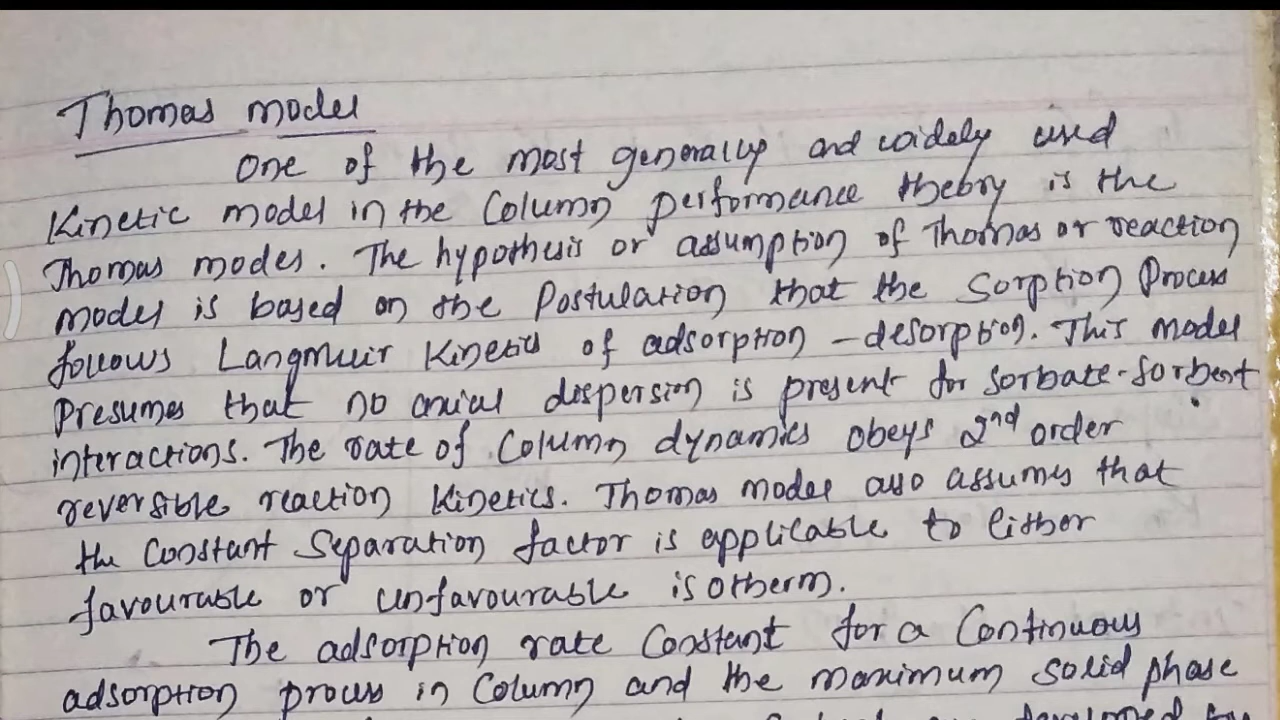 Thomas model
One of the most generally and widely used
Kinetic model in the Column performance theory is the
Thomas model. The hypothesis or assumption of Thomas or reaction
model is based on the Postulation that the Sorption Process
follows Langmuir Kinetics of adsorption - desorption. This model
Presumes that no axial dispersion is present for sorbate-sorbent
interactions. The rate of Column dynamics obeys 2nd order
reversible reaction Kinetics. Thomas model also assumes that
the Constant Separation factor is applicable to either
favourable or unfavourable isotherm.
The adsorption rate Constant for a Continuous
adsorption process in Column and the maximum solid phase
developed